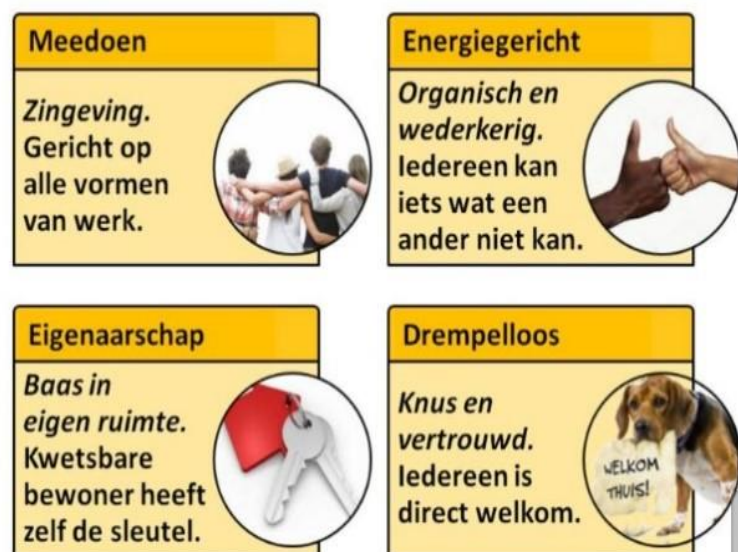 Meedoen
Zingeving.
Gericht op
alle vormen
van werk.
Energiegericht
Organisch en
wederkerig.
Iedereen kan
iets wat een
ander niet kan.
Eigenaarschap
Baas in
eigen ruimte.
Kwetsbare
bewoner heeft
zelf de sleutel.
Drempelloos
Knus en
vertrouwd.
Iedereen is
direct welkom.
WELKOM
THUIS!